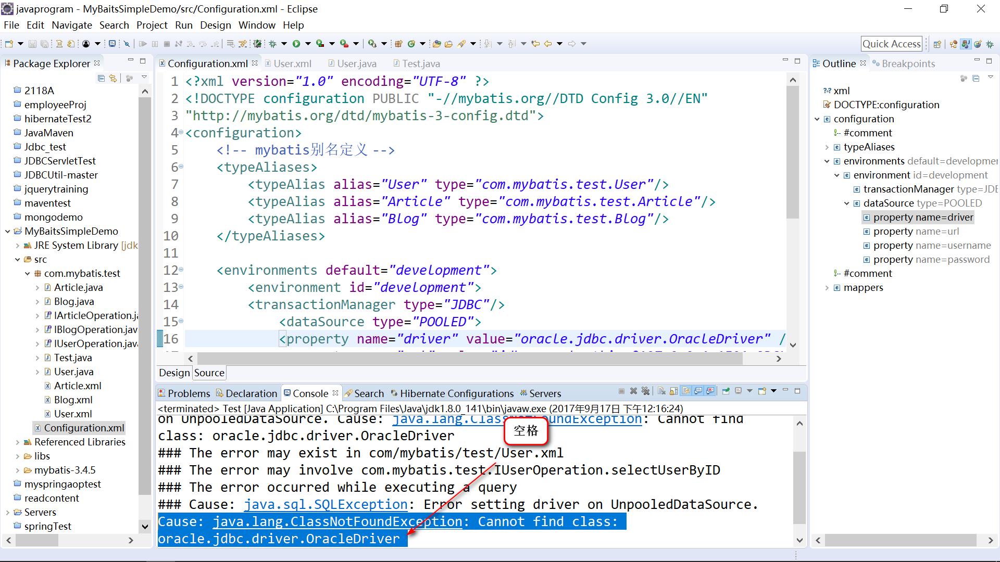 javaprogram - MyBaitsSimpleDemo/src/Configuration.xml - Eclipse
File Edit Navigate Search Project Run Design Window Help
Quick Access
Package Explorer
2118A
employeeProj
hibernateTest2
JavaMaven
Jdbc_test
JDBCServletTest
JDBCUtil-master
jquerytraining
maventest
mongodemo
MyBaitsSimpleDemo
JRE System Library [jdk
src
com.mybatis.test
Article.java
Blog.java
IArticleOperation.ja
IBlogOperation.jav
IUserOperation.java
Test.java
User.java
Article.xml
Blog.xml
User.xml
Configuration.xml
Referenced Libraries
libs
mybatis-3.4.5
myspringaoptest
readcontent
Servers
springTest
Configuration.xml User.xml User.java Test.java
1 <?xml version="1.0" encoding="UTF-8" ?>
2 <!DOCTYPE configuration PUBLIC "-//mybatis.org//DTD Config 3.0//EN"
3 "http://mybatis.org/dtd/mybatis-3-config.dtd">
4 <configuration>
5 <!-- mybatis别名定义 -->
6 <typeAliases>
7 <typeAlias alias="User" type="com.mybatis.test.User"/>
8 <typeAlias alias="Article" type="com.mybatis.test.Article"/>
9 <typeAlias alias="Blog" type="com.mybatis.test.Blog"/>
10 </typeAliases>
11
12 <environments default="development">
13 <environment id="development">
14 <transactionManager type="JDBC"/>
15 <dataSource type="POOLED">
16 <property name="driver" value="oracle.jdbc.driver.OracleDriver" /
Design Source
Problems Declaration Console Search Hibernate Configurations Servers
<terminated> Test [Java Application] C:\Program Files\Java\jdk1.8.0_141\bin\javaw.exe (2017年9月17日 下午12:16:24)
on UnpooledDataSource. Cause: java.lang.ClassNotFoundException: Cannot find
class: oracle.jdbc.driver.OracleDriver
空格
### The error may exist in com/mybatis/test/User.xml
### The error may involve com.mybatis.test.IUserOperation.selectUserByID
### The error occurred while executing a query
### Cause: java.sql.SQLException: Error setting driver on UnpooledDataSource.
Cause: java.lang.ClassNotFoundException: Cannot find class:
oracle.jdbc.driver.OracleDriver
Outline Breakpoints
xml
DOCTYPE:configuration
configuration
#comment
typeAliases
environments default=developmen
environment id=development
transactionManager type=JDB
dataSource type=POOLED
property name=driver
property name=url
property name=username
property name=password
#comment
mappers